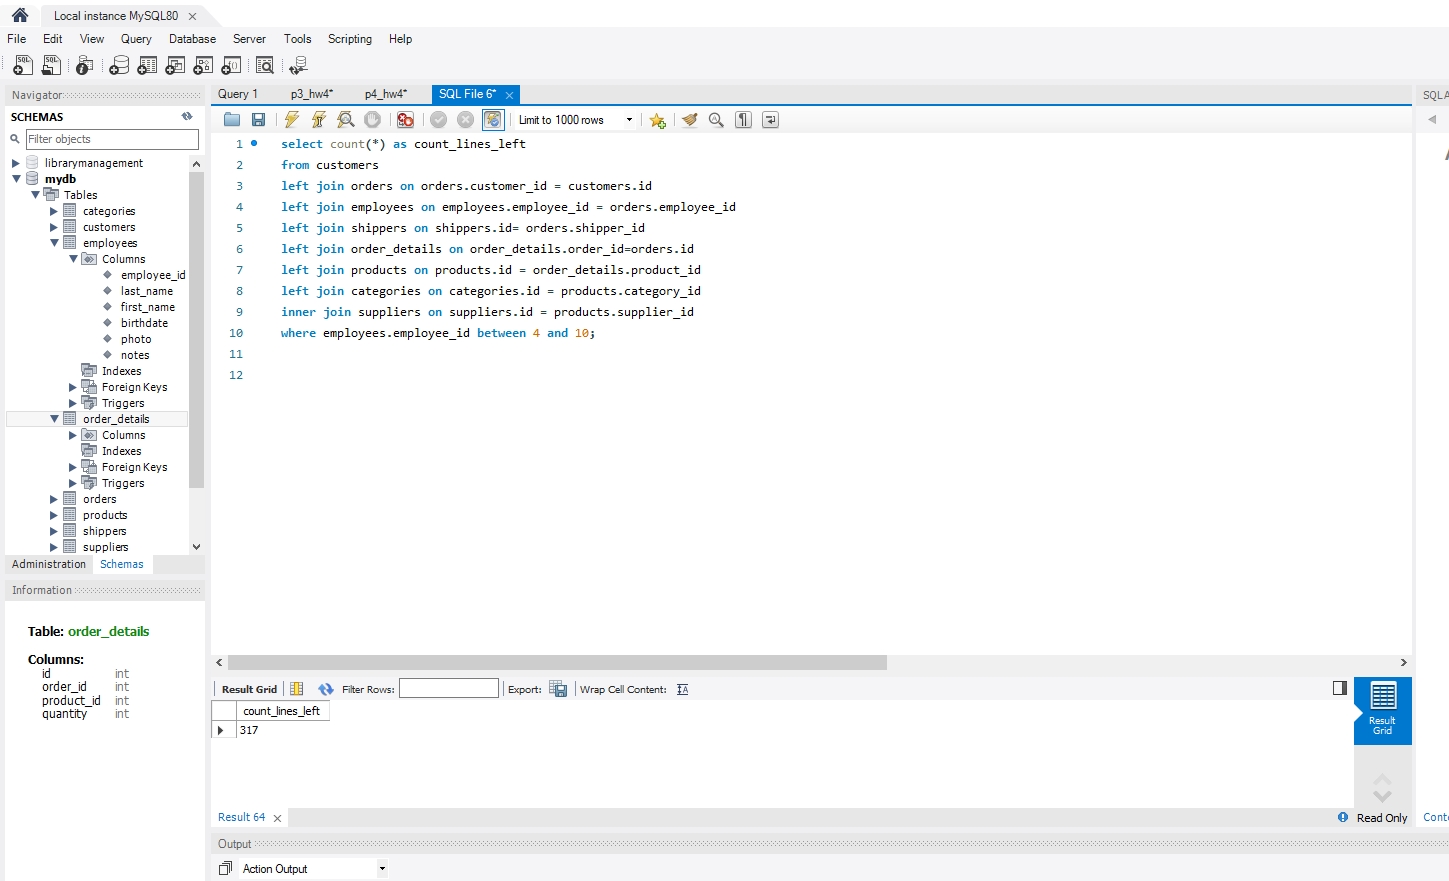 Local instance MySQL80
File Edit View Query Database Server Tools Scripting Help
Navigator
SCHEMAS
Filter objects
librarymanagement
mydb
Tables
categories
customers
employees
Columns
employee_id
last_name
first_name
birthdate
photo
notes
Indexes
Foreign Keys
Triggers
order_details
Columns
Indexes
Foreign Keys
Triggers
orders
products
shippers
suppliers
Administration Schemas
Information
Table: order_details
Columns:
id int
order_id int
product_id int
quantity int
Query 1 p3_hw4* p4_hw4* SQL File 6*
Limit to 1000 rows
1 select count(*) as count_lines_left
2 from customers
3 left join orders on orders.customer_id = customers.id
4 left join employees on employees.employee_id = orders.employee_id
5 left join shippers on shippers.id= orders.shipper_id
6 left join order_details on order_details.order_id=orders.id
7 left join products on products.id = order_details.product_id
8 left join categories on categories.id = products.category_id
9 inner join suppliers on suppliers.id = products.supplier_id
10 where employees.employee_id between 4 and 10;
11
12
Result Grid Filter Rows: Export: Wrap Cell Content:
count_lines_left
317
Result Grid
Result 64
Read Only
Output
Action Output
SQLA
Conte